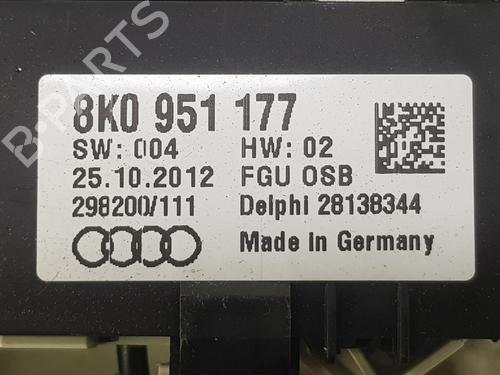 B-PARTS
8K0 951 177
SW: 004 HW: 02
25.10.2012 FGU OSB
298200/111 Delphi 28138344
Made in Germany